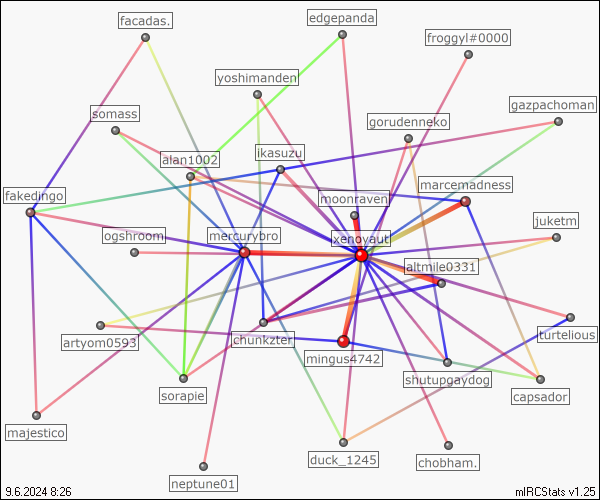 facadas.
edgepanda
froggyl#0000
yoshimanden
gazpachoman
somass
gorudenneko
alan1002
ikasuzu
fakedingo
moonraven
marcemadness
ogshroom
mercurybro
xenoyaut
juketm
altmile0331
artyom0593
chunkzter
mingus4742
turtelious
shutupgaydog
sorapie
capsador
majestico
duck_1245
chobham.
neptune01
9.6.2024 8:26
mIRCStats v1.25